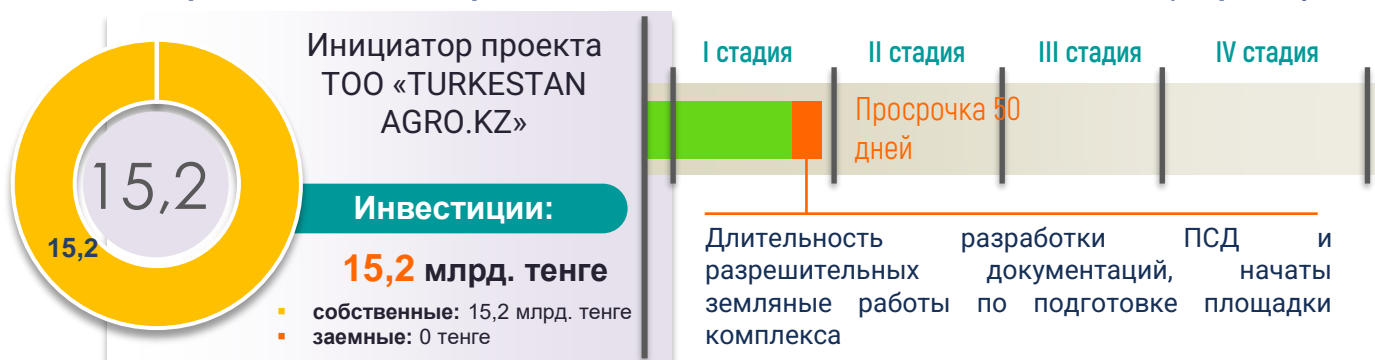 Инициатор проекта
ТОО «TURKESTAN
AGRO.KZ»
15,2
15,2
Инвестиции:
15,2 млрд. тенге
собственные: 15,2 млрд. тенге
заемные: 0 тенге
I стадия
II стадия
III стадия
IV стадия
Просрочка 50
дней
Длительность разработки ПСД и
разрешительных документаций, начаты
земляные работы по подготовке площадки
комплекса